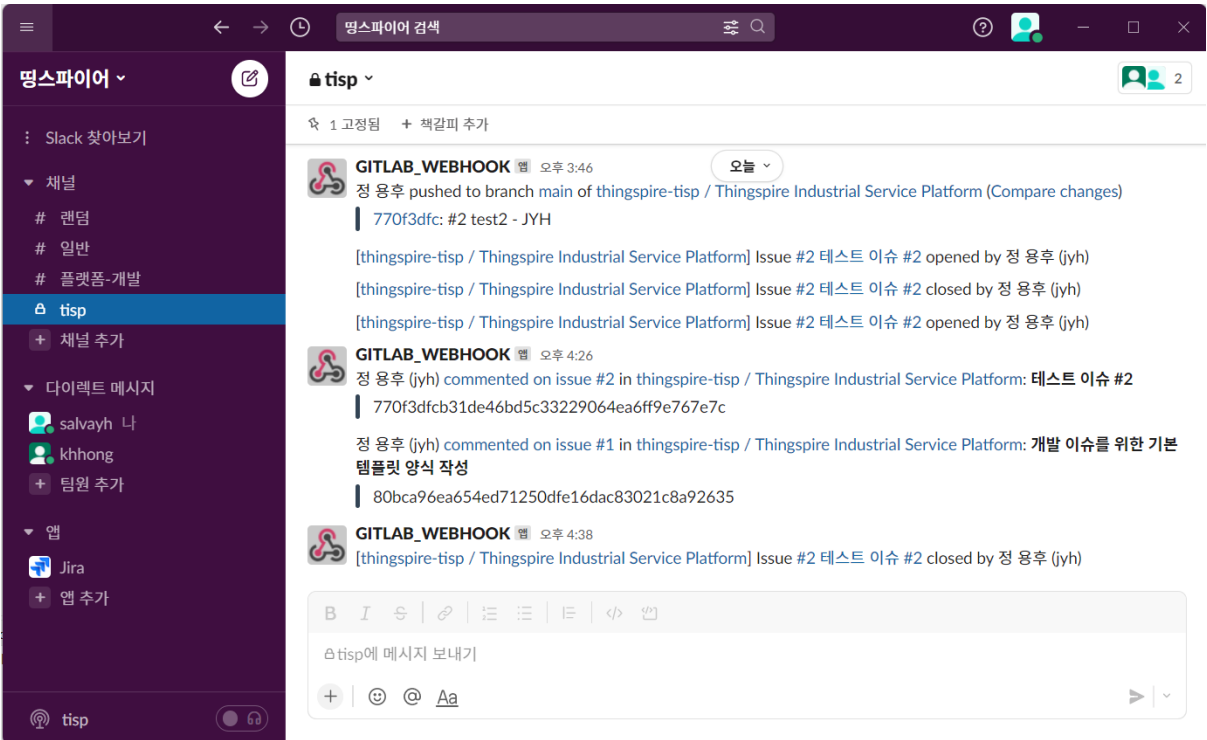 띵스파이어 검색
띵스파이어
tisp
2
Slack 찾아보기
1 고정됨 + 책갈피 추가
채널
# 랜덤
# 일반
# 플랫폼-개발
tisp
+ 채널 추가
다이렉트 메시지
salvayh 나
khhong
+ 팀원 추가
앱
Jira
+ 앱 추가
tisp
오늘
GITLAB_WEBHOOK 앱 오후 3:46
정 용후 pushed to branch main of thingspire-tisp / Thingspire Industrial Service Platform (Compare changes)
770f3dfc: #2 test2 - JYH
[thingspire-tisp / Thingspire Industrial Service Platform] Issue #2 테스트 이슈 #2 opened by 정 용후 (jyh)
[thingspire-tisp / Thingspire Industrial Service Platform] Issue #2 테스트 이슈 #2 closed by 정 용후 (jyh)
[thingspire-tisp / Thingspire Industrial Service Platform] Issue #2 테스트 이슈 #2 opened by 정 용후 (jyh)
GITLAB_WEBHOOK 앱 오후 4:26
정 용후 (jyh) commented on issue #2 in thingspire-tisp / Thingspire Industrial Service Platform: 테스트 이슈 #2
770f3dfcb31de46bd5c33229064ea6ff9e767e7c
정 용후 (jyh) commented on issue #1 in thingspire-tisp / Thingspire Industrial Service Platform: 개발 이슈를 위한 기본
템플릿 양식 작성
80bca96ea654ed71250dfe16dac83021c8a92635
GITLAB_WEBHOOK 앱 오후 4:38
[thingspire-tisp / Thingspire Industrial Service Platform] Issue #2 테스트 이슈 #2 closed by 정 용후 (jyh)
B I S
tisp에 메시지 보내기
+ @ Aa